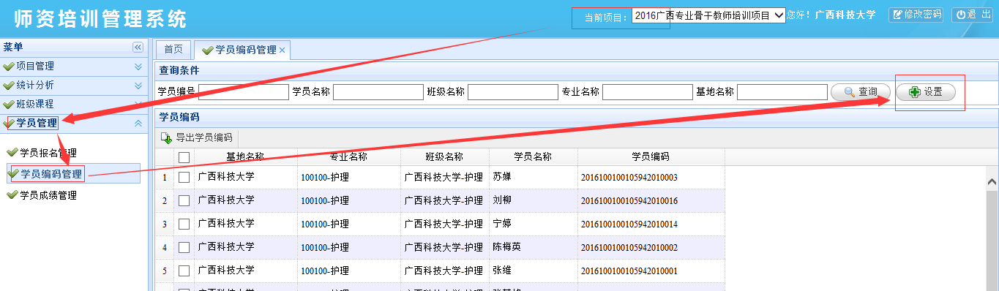 师资培训管理系统
当前项目： 2016广西专业骨干教师培训项目 您好！广西科技大学 修改密码 退 出
菜单
项目管理
统计分析
班级课程
学员管理
学员报名管理
学员编码管理
学员成绩管理
首页 学员编码管理 ×
查询条件
学员编号 学员名称 班级名称 专业名称 基地名称 查询 设置
学员编码
导出学员编码
基地名称 专业名称 班级名称 学员名称 学员编码
1 广西科技大学 100100-护理 广西科技大学-护理 苏婵 2016100100105942010003
2 广西科技大学 100100-护理 广西科技大学-护理 刘柳 2016100100105942010016
3 广西科技大学 100100-护理 广西科技大学-护理 宁婷 2016100100105942010014
4 广西科技大学 100100-护理 广西科技大学-护理 陈梅英 2016100100105942010002
5 广西科技大学 100100-护理 广西科技大学-护理 张维 2016100100105942010001